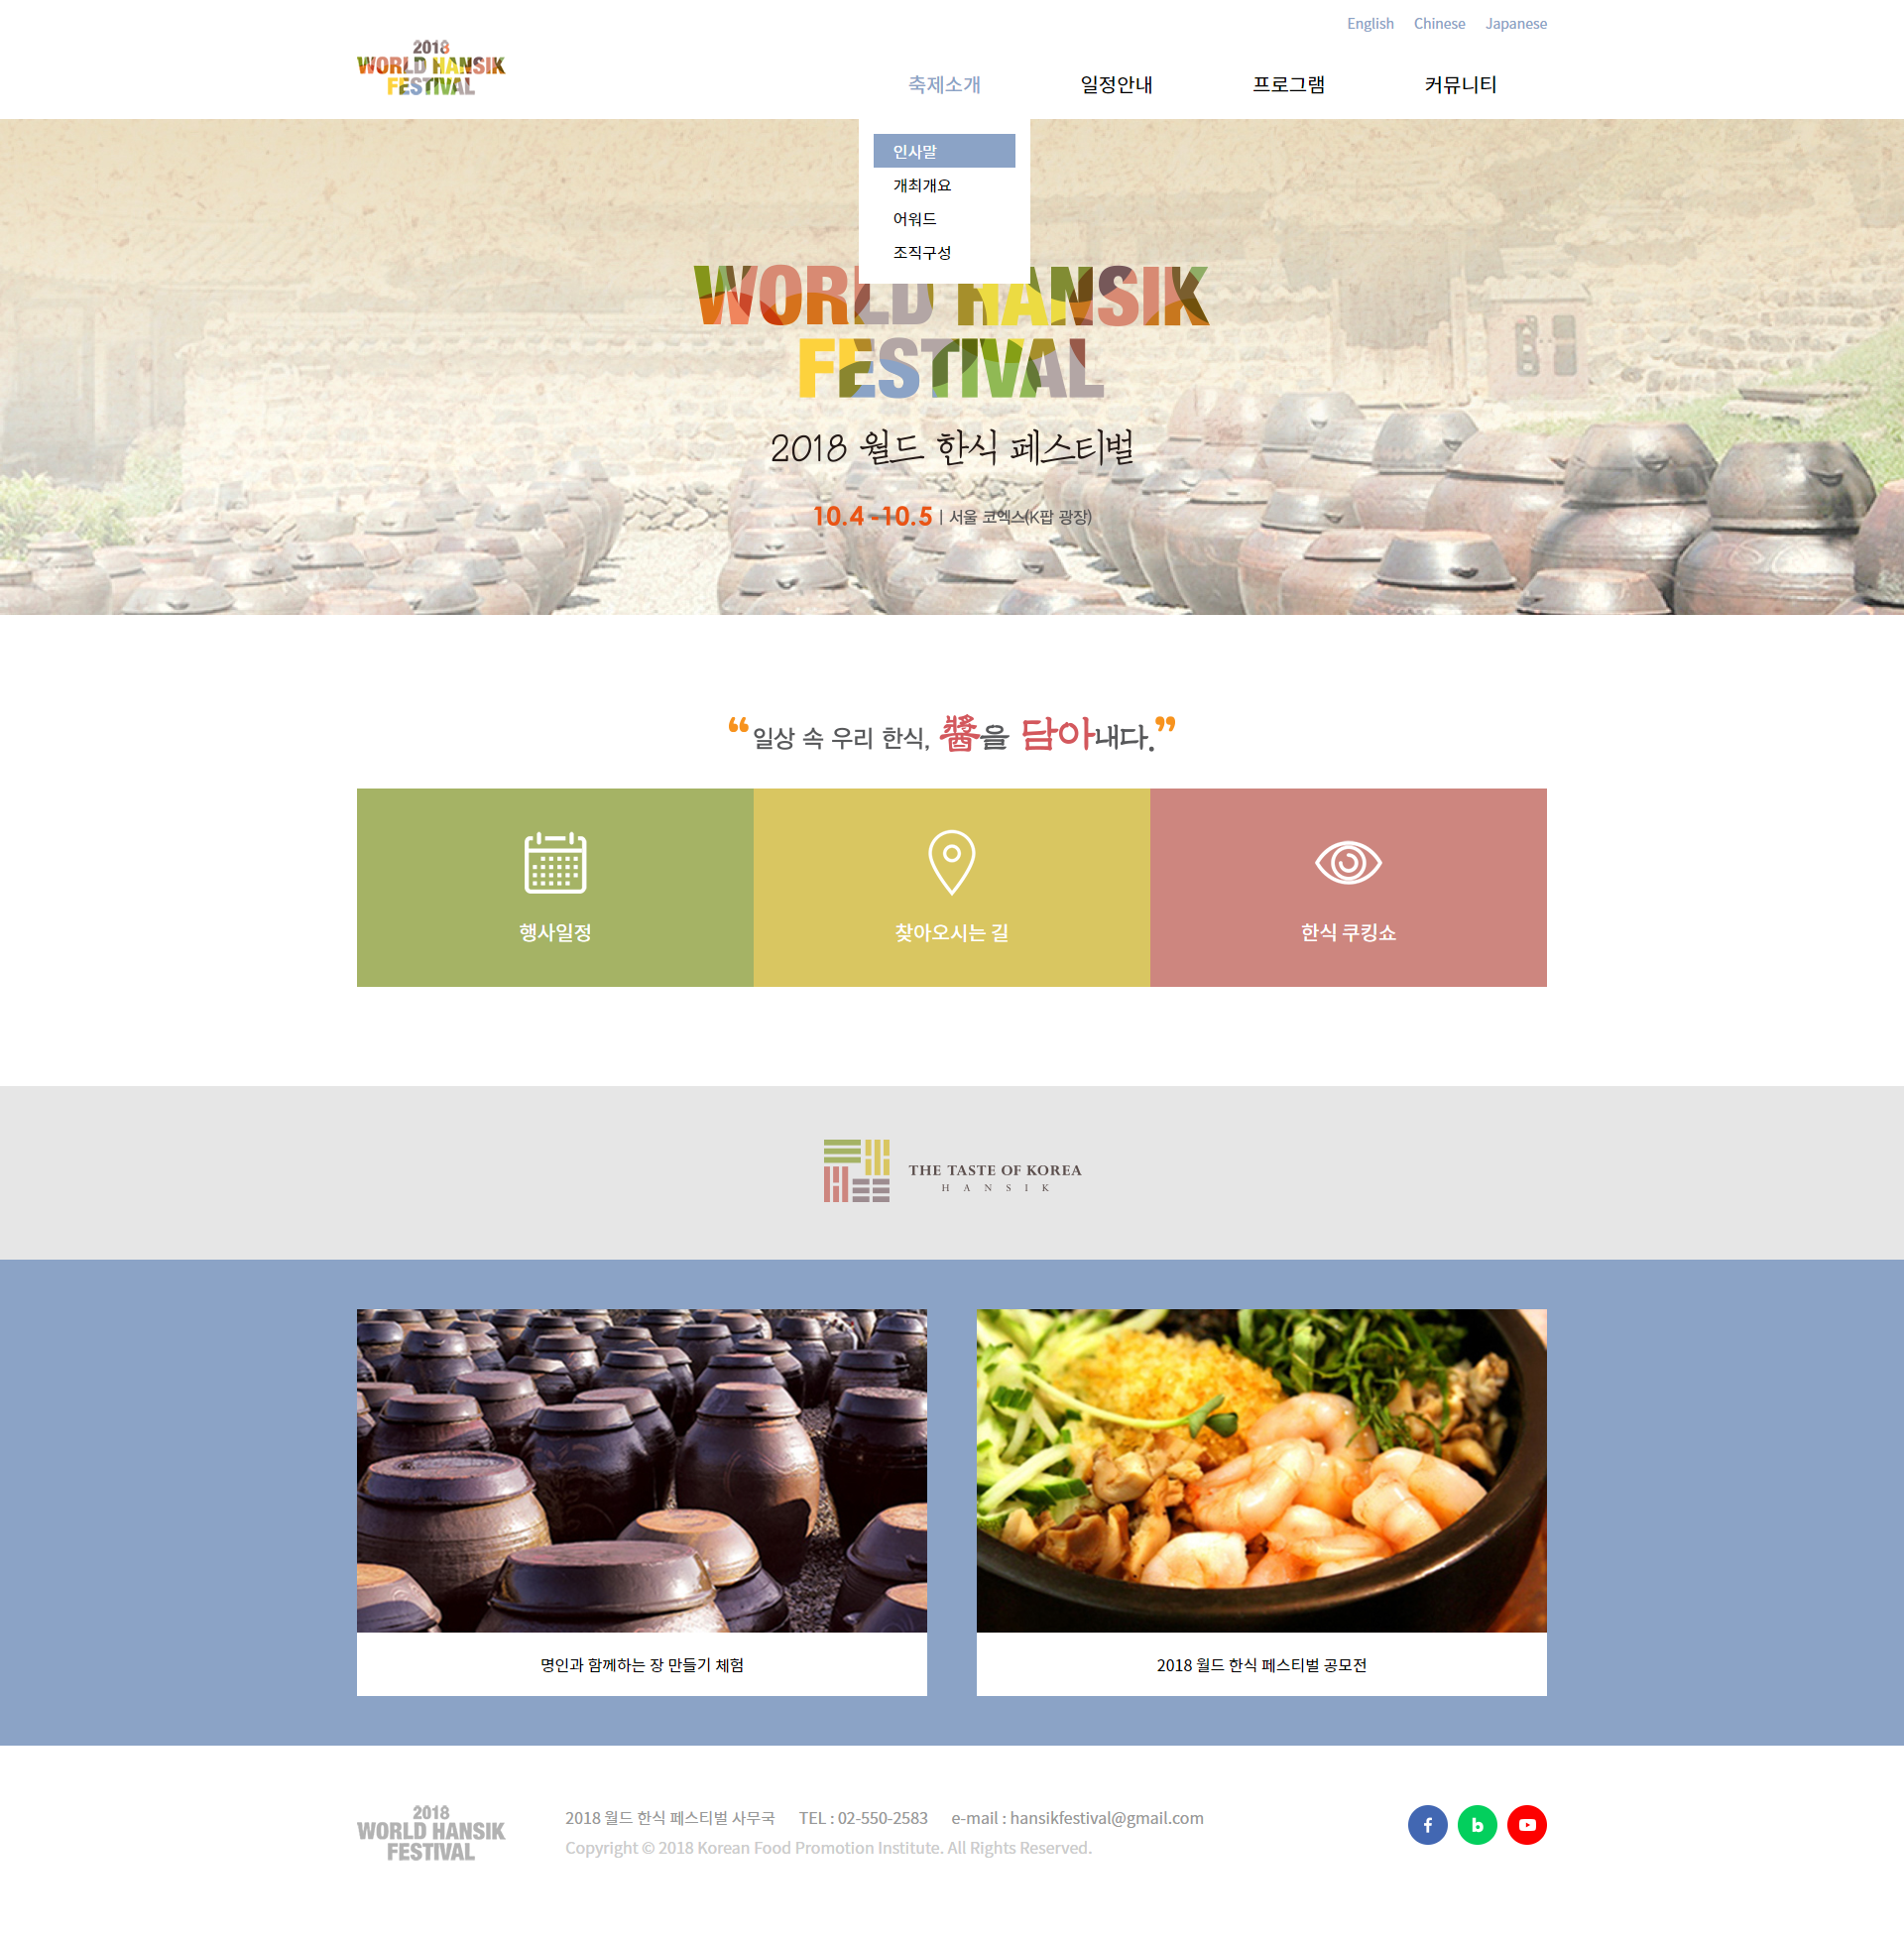 English Chinese Japanese
2018
WORLD HANSIK
FESTIVAL
축제소개 일정안내 프로그램 커뮤니티
인사말
개최개요
어워드
조직구성
WORLD HANSIK
FESTIVAL
2018 월드 한식 페스티벌
10.4 - 10.5 | 서울 코엑스(K팝 광장)
“일상 속 우리 한식, 醬을 담아내다.”
행사일정 찾아오시는 길 한식 쿠킹쇼
THE TASTE OF KOREA
HANSIK
명인과 함께하는 장 만들기 체험 2018 월드 한식 페스티벌 공모전
2018
WORLD HANSIK
FESTIVAL
2018 월드 한식 페스티벌 사무국 TEL : 02-550-2583 e-mail : hansikfestival@gmail.com
Copyright © 2018 Korean Food Promotion Institute. All Rights Reserved.